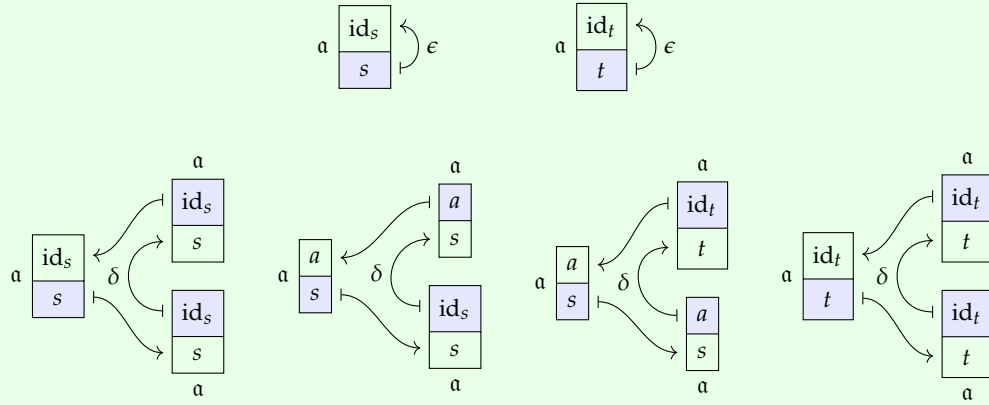 id_s id_t
𝔞 ϵ 𝔞 ϵ
s t
𝔞 𝔞 𝔞 𝔞
id_s a id_t id_t
s s t t
id_s a a id_t
𝔞 δ 𝔞 δ 𝔞 δ 𝔞 δ
s s s t
id_s id_s a id_t
s s s t
𝔞 𝔞 𝔞 𝔞